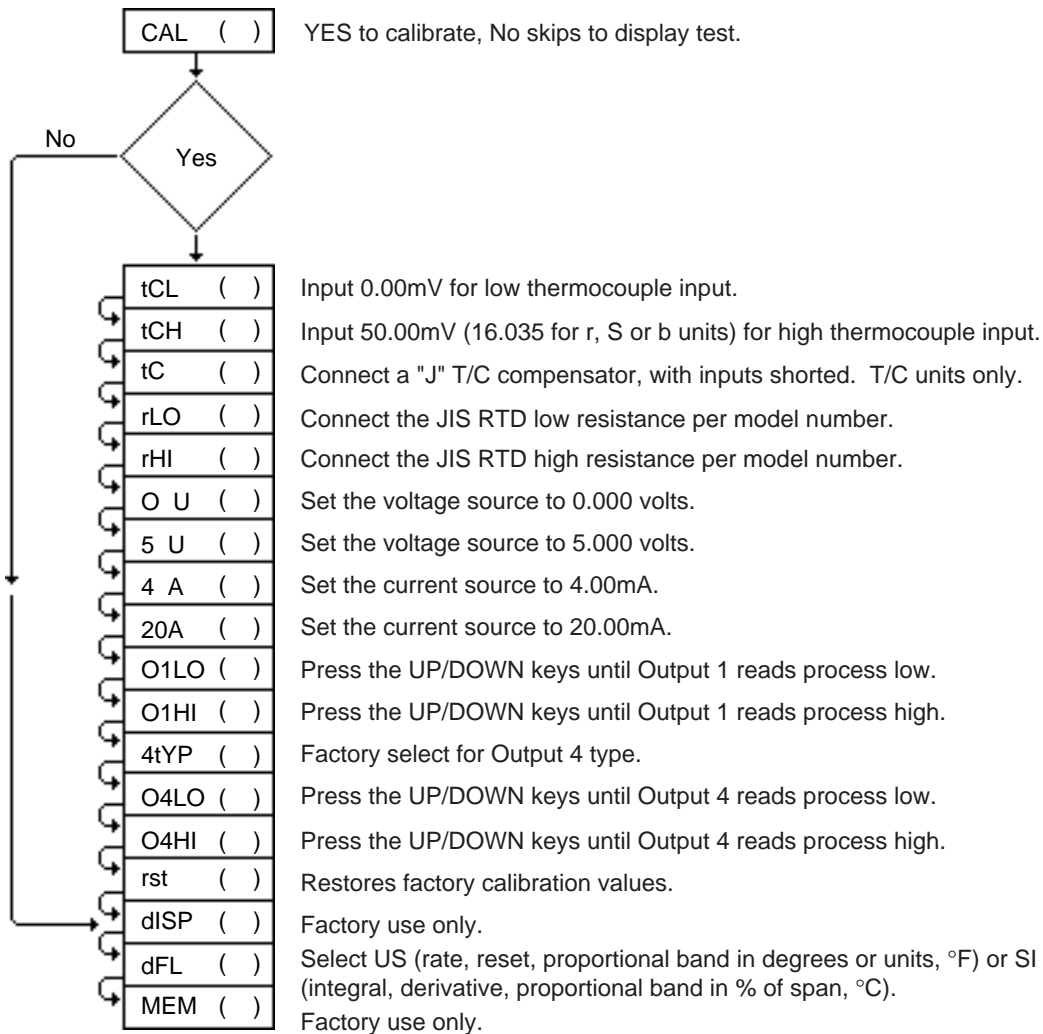 CAL ( ) YES to calibrate, No skips to display test.
No
Yes
tCL ( ) Input 0.00mV for low thermocouple input.
tCH ( ) Input 50.00mV (16.035 for r, S or b units) for high thermocouple input.
tC ( ) Connect a "J" T/C compensator, with inputs shorted. T/C units only.
rLO ( ) Connect the JIS RTD low resistance per model number.
rHI ( ) Connect the JIS RTD high resistance per model number.
O U ( ) Set the voltage source to 0.000 volts.
5 U ( ) Set the voltage source to 5.000 volts.
4 A ( ) Set the current source to 4.00mA.
20A ( ) Set the current source to 20.00mA.
O1LO ( ) Press the UP/DOWN keys until Output 1 reads process low.
O1HI ( ) Press the UP/DOWN keys until Output 1 reads process high.
4tYP ( ) Factory select for Output 4 type.
O4LO ( ) Press the UP/DOWN keys until Output 4 reads process low.
O4HI ( ) Press the UP/DOWN keys until Output 4 reads process high.
rst ( ) Restores factory calibration values.
dISP ( ) Factory use only.
dFL ( ) Select US (rate, reset, proportional band in degrees or units, °F) or SI
(integral, derivative, proportional band in % of span, °C).
MEM ( ) Factory use only.